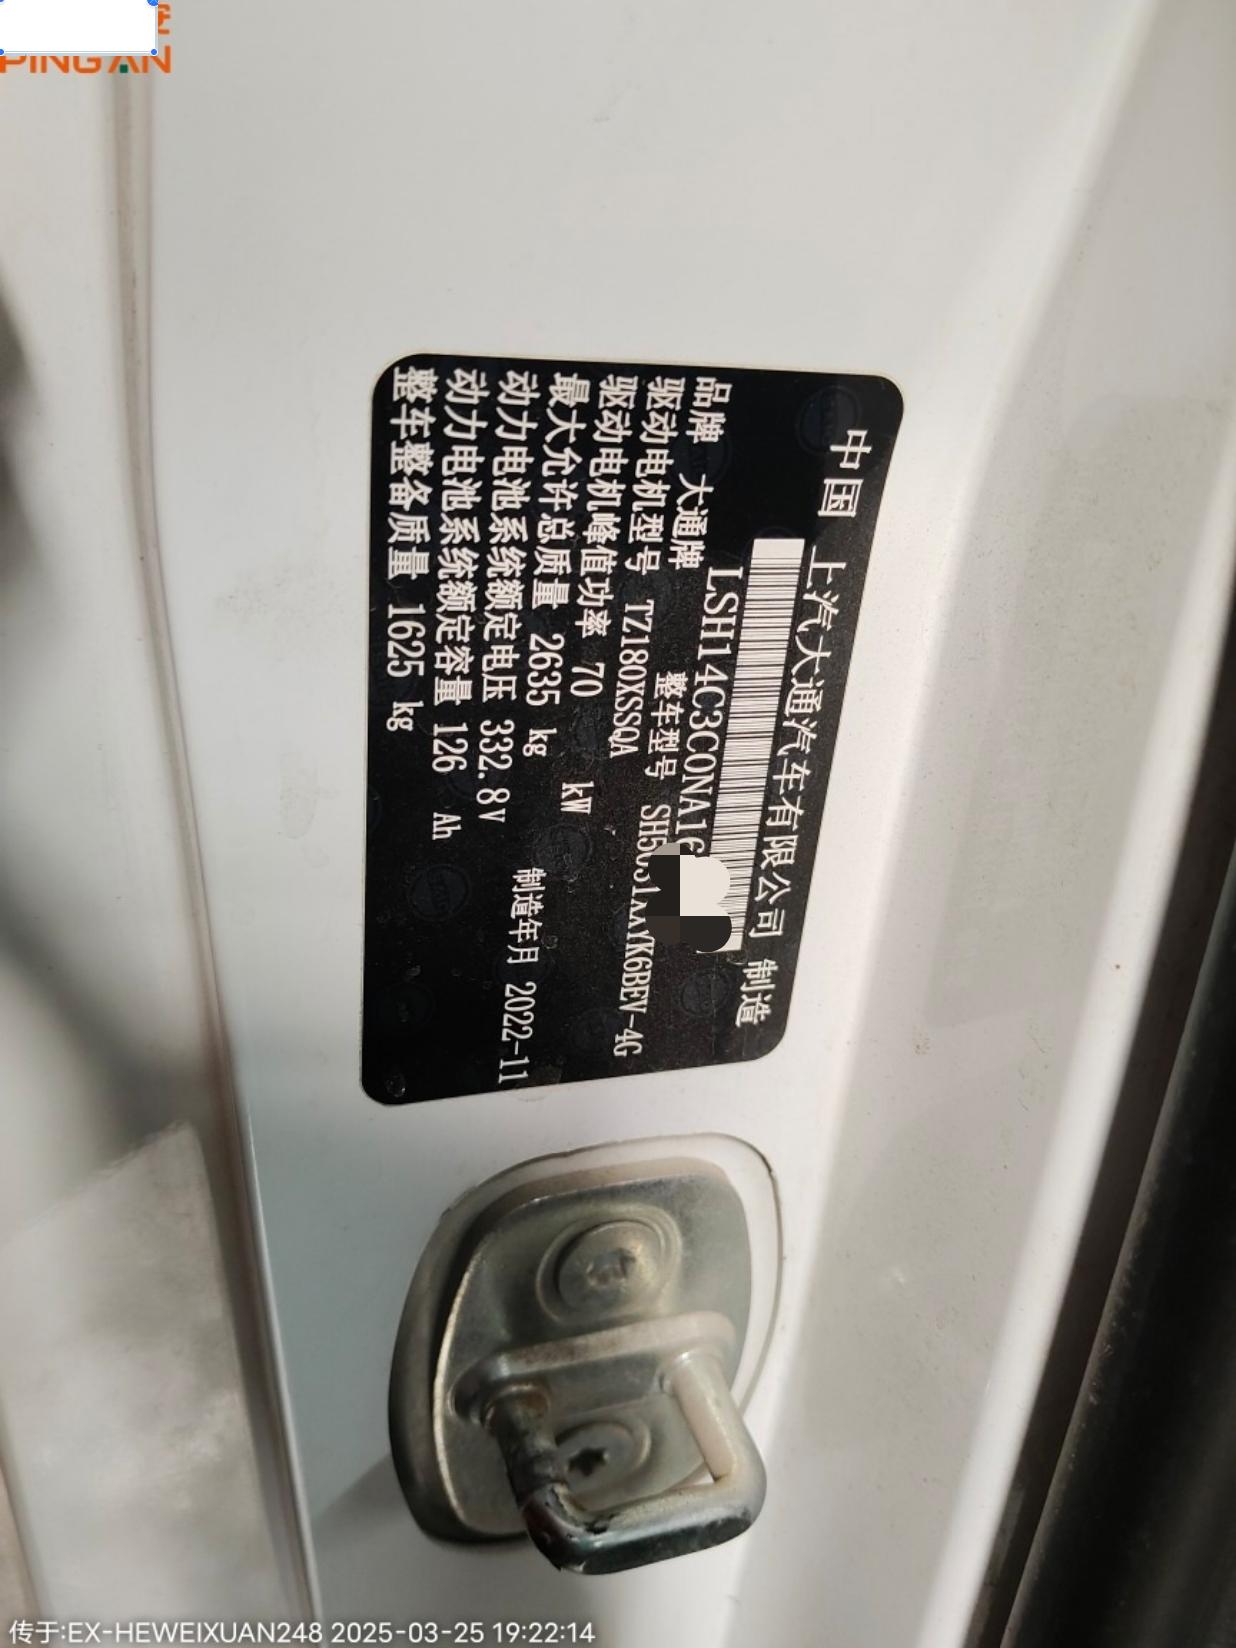 PING AN
中国 上汽大通汽车有限公司 制造
LSH14C3C0NA16
品牌 大通牌 整车型号 SH5031XXYK6BEV-4G
驱动电机型号 TZ180XSSQA
驱动电机峰值功率 70 kW
最大允许总质量 2635 kg
动力电池系统额定电压 332.8V 制造年月 2022-11
动力电池系统额定容量 126 Ah
整车整备质量 1625 kg
传于:EX-HEWEIXUAN248 2025-03-25 19:22:14